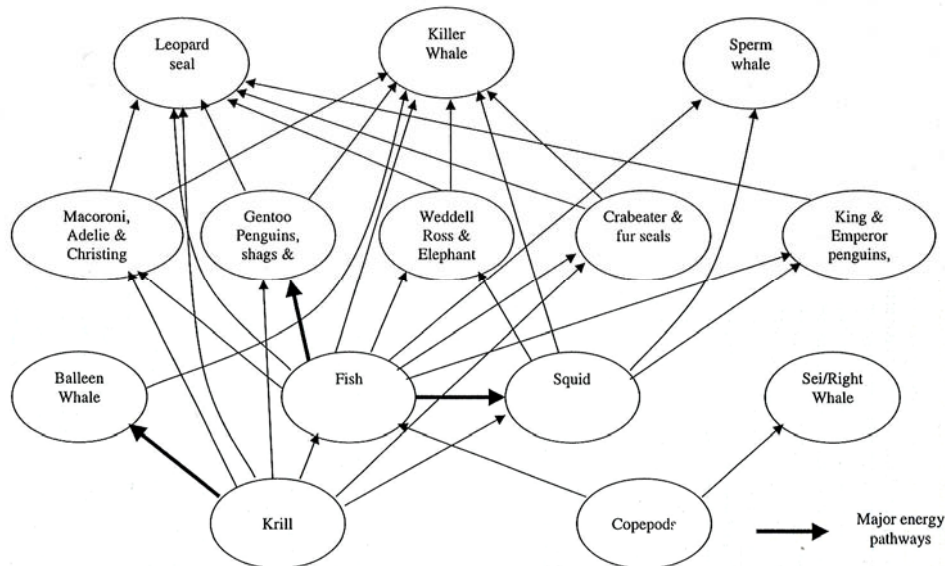 Leopard
seal
Killer
Whale
Sperm
whale
Macoroni,
Adelie &
Christing
Gentoo
Penguins,
shags &
Weddell
Ross &
Elephant
Crabeater &
fur seals
King &
Emperor
penguins,
Balleen
Whale
Fish
Squid
Sei/Right
Whale
Krill
Copepods
Major energy
pathways